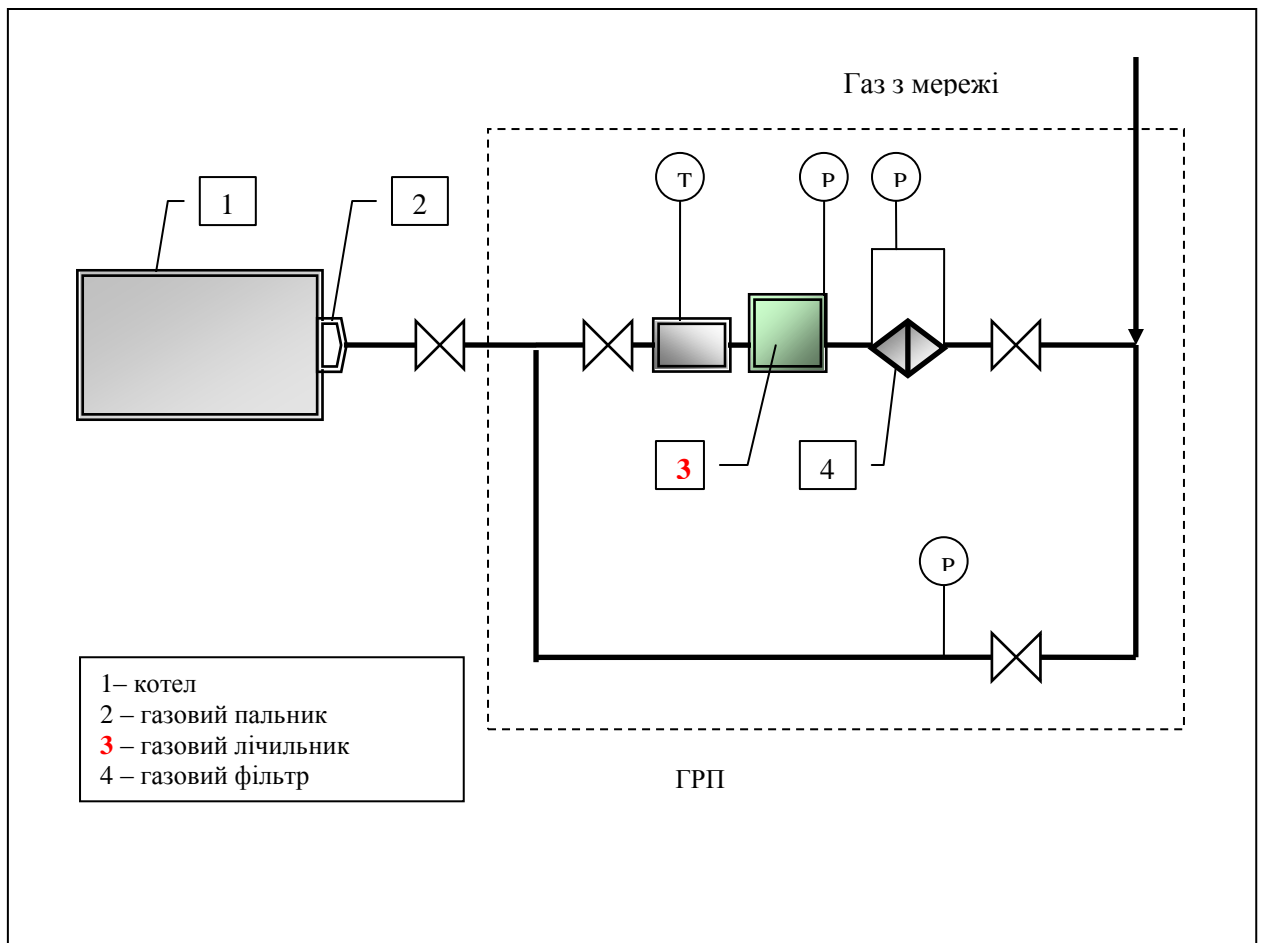 Газ з мережі
Т
Р
Р
1
2
3
4
Р
1– котел
2 – газовий пальник
3 – газовий лічильник
4 – газовий фільтр
ГРП